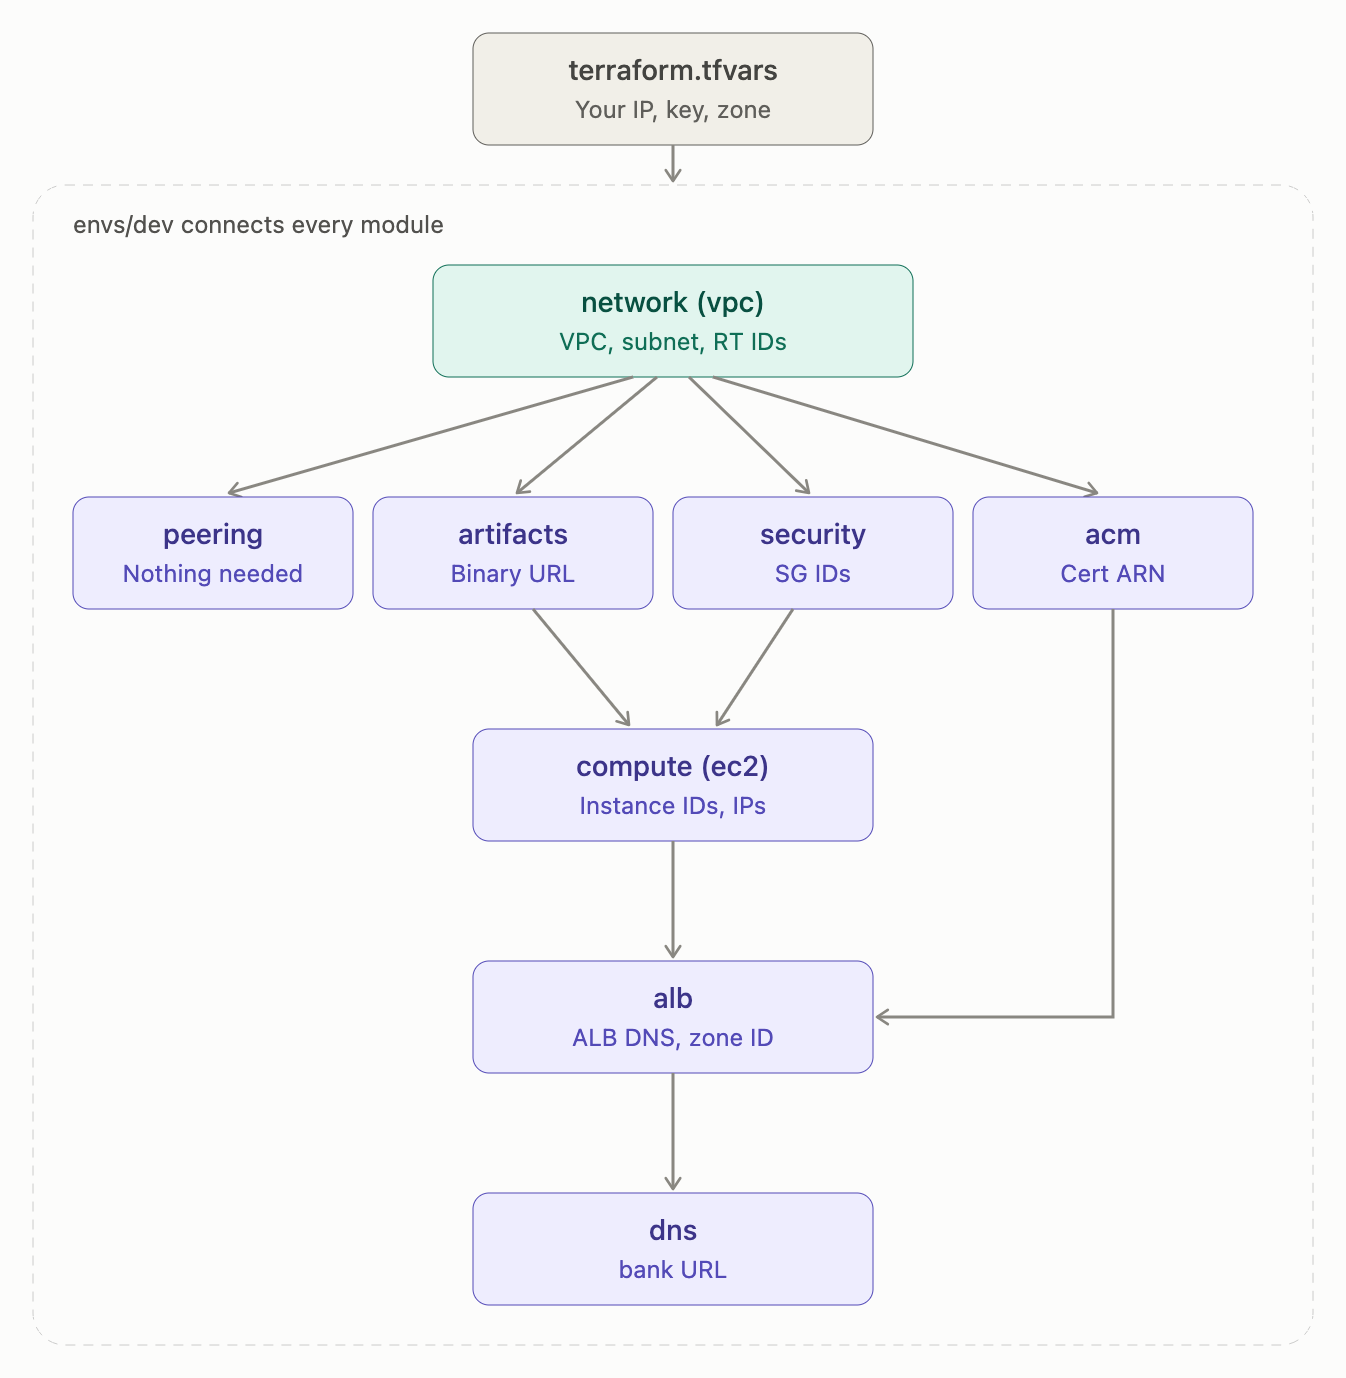 terraform.tfvars
Your IP, key, zone
envs/dev connects every module
network (vpc)
VPC, subnet, RT IDs
peering
Nothing needed
artifacts
Binary URL
security
SG IDs
acm
Cert ARN
compute (ec2)
Instance IDs, IPs
alb
ALB DNS, zone ID
dns
bank URL